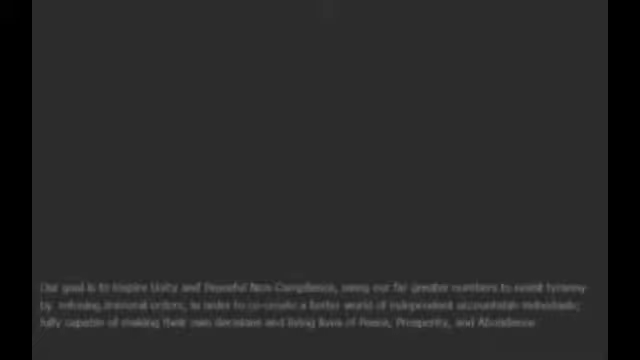 Our goal is to Inspire Unity and Peaceful Non-Compliance, using our far greater numbers to resist tyranny
by refusing immoral orders, in order to co-create a better world of independent accountable individuals;
fully capable of making their own decisions and living lives of Peace, Prosperity, and Abundance